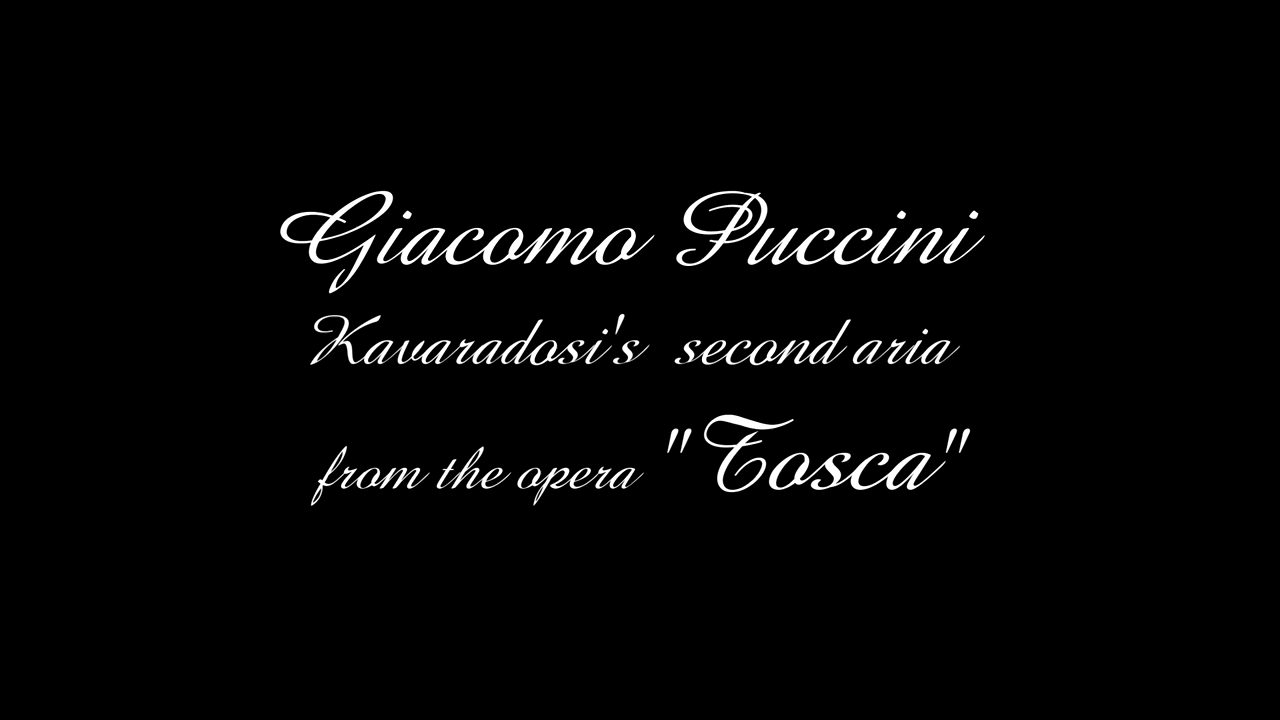 Giacomo Puccini
Kavaradosi's second aria
from the opera "Tosca"